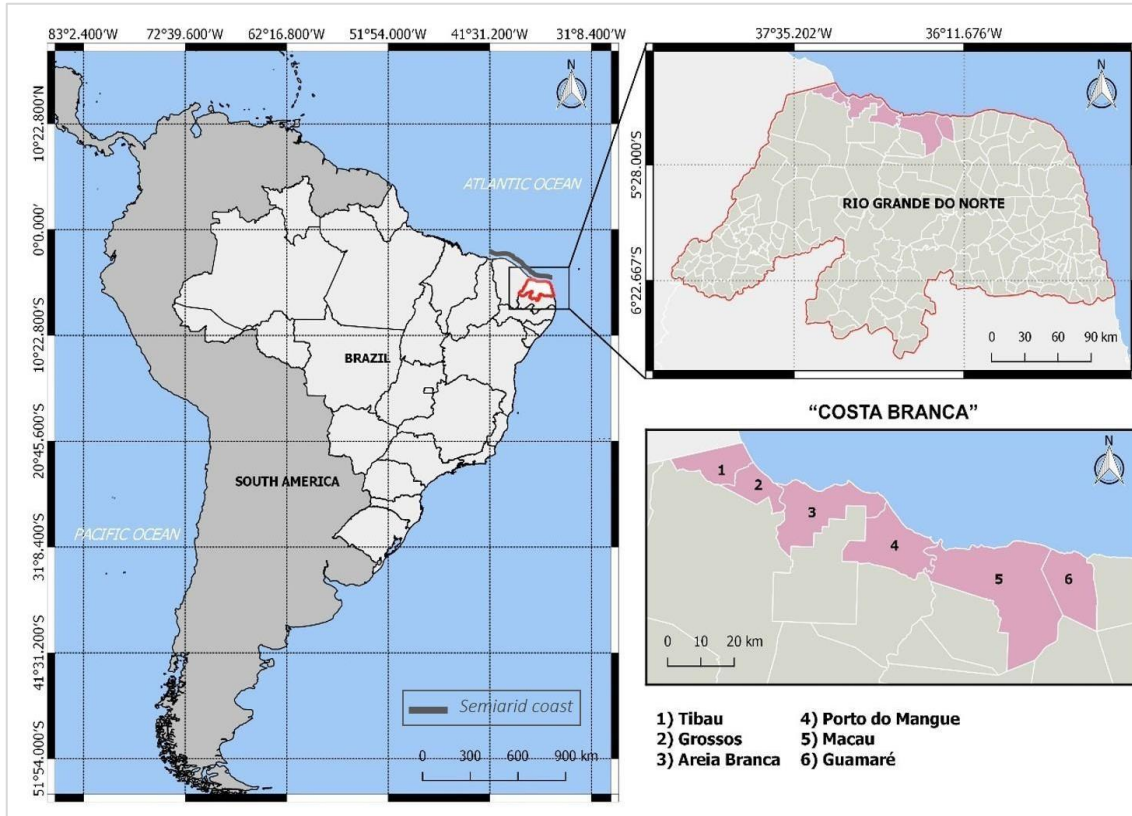 83°2.400'W 72°39.600'W 62°16.800'W 51°54.000'W 41°31.200'W 31°8.400'W
10°22.800'N
0°0.000'
10°22.800'S
20°45.600'S
31°8.400'S
41°31.200'S
51°54.000'S
N
ATLANTIC OCEAN
BRAZIL
SOUTH AMERICA
PACIFIC OCEAN
Semiarid coast
0 300 600 900 km
37°35.202'W 36°11.676'W
5°28.000'S
6°22.667'S
N
RIO GRANDE DO NORTE
0 30 60 90 km
“COSTA BRANCA”
N
1
2
3
4
5
6
0 10 20 km
1) Tibau 4) Porto do Mangue
2) Grossos 5) Macau
3) Areia Branca 6) Guamaré